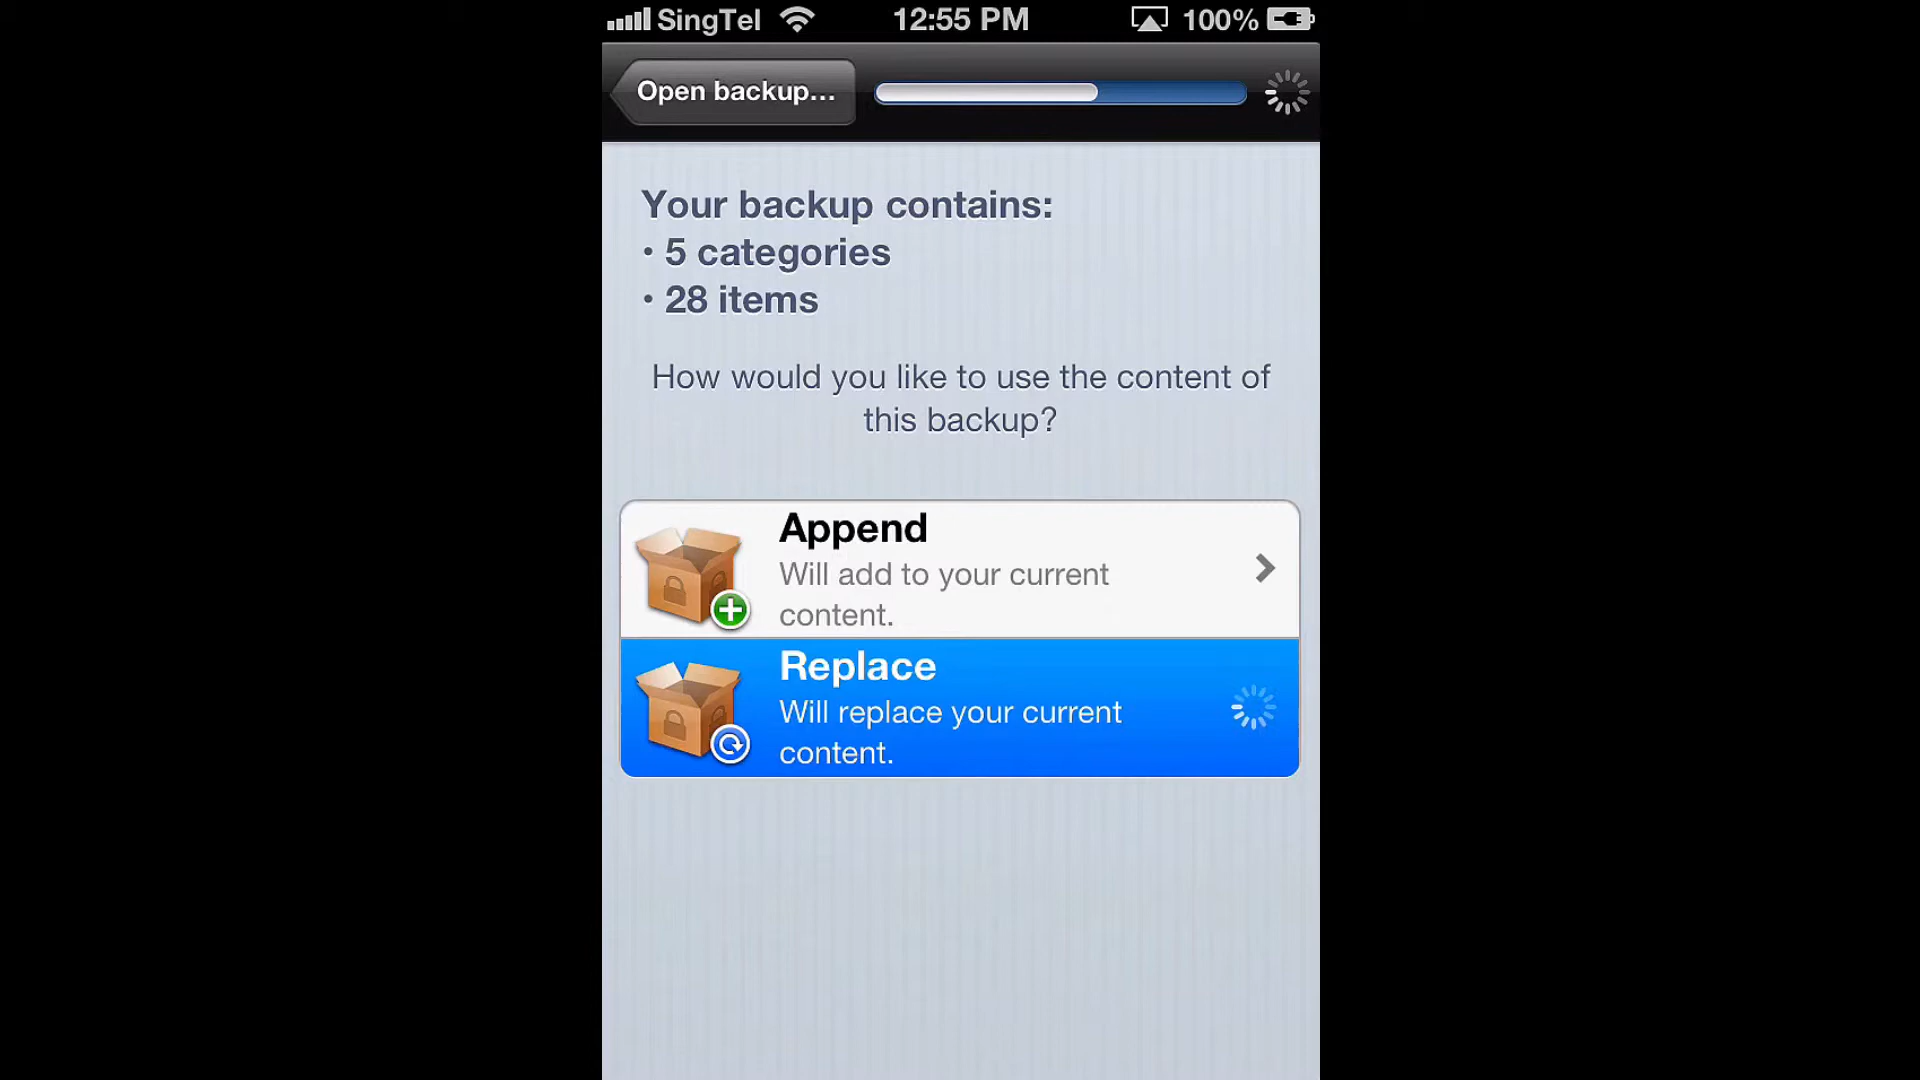 SingTel 12:55 PM 100%
Open backup...
Your backup contains:
• 5 categories
• 28 items
How would you like to use the content of
this backup?
Append
Will add to your current
content.
Replace
Will replace your current
content.